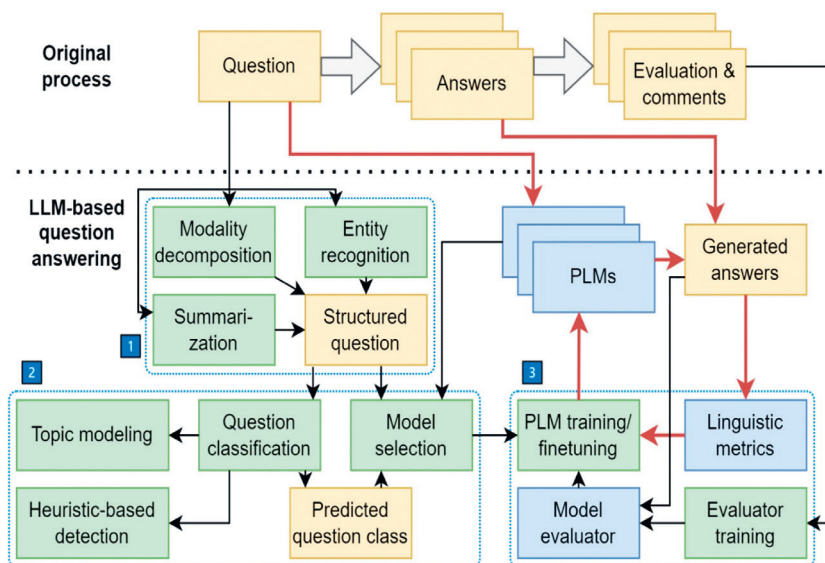 Original
process
Question
Answers
Evaluation &
comments
LLM-based
question
answering
Modality
decomposition
Entity
recognition
Summari-
zation
Structured
question
1
PLMs
Generated
answers
2
Topic modeling
Question
classification
Model
selection
Heuristic-based
detection
Predicted
question class
3
PLM training/
finetuning
Linguistic
metrics
Model
evaluator
Evaluator
training